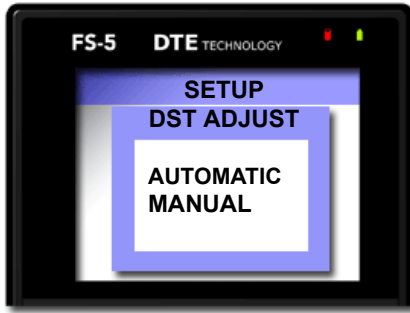 FS-5 DTE TECHNOLOGY
SETUP
DST ADJUST
AUTOMATIC
MANUAL